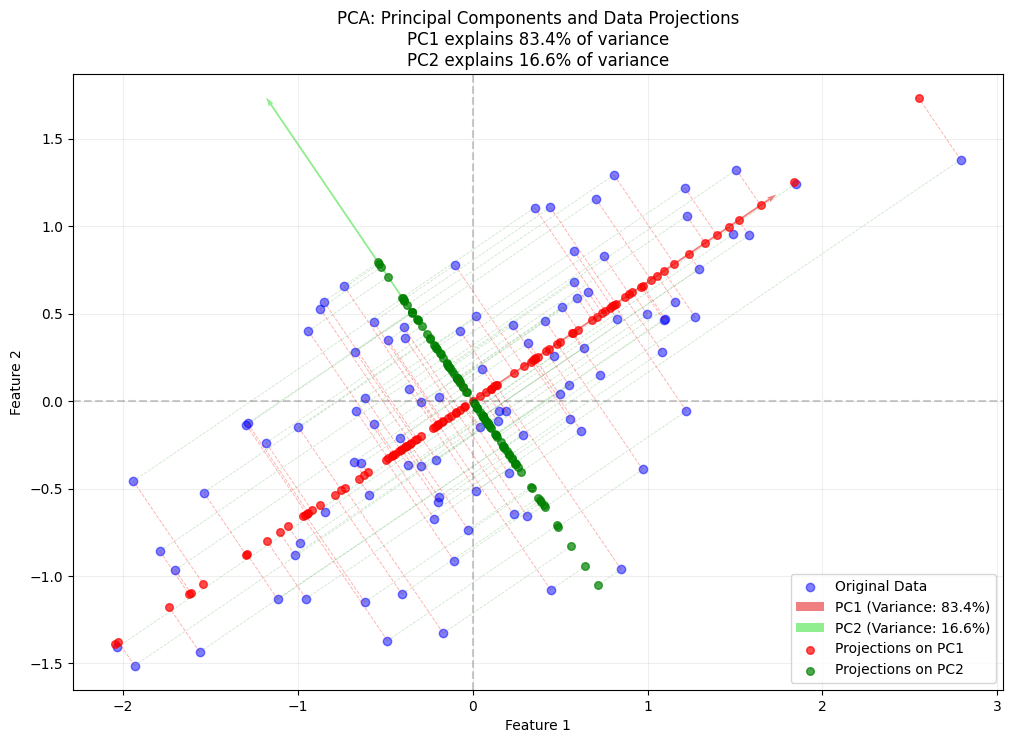 PCA: Principal Components and Data Projections
PC1 explains 83.4% of variance
PC2 explains 16.6% of variance
Feature 2
1.5
1.0
0.5
0.0
−0.5
−1.0
−1.5
Original Data
PC1 (Variance: 83.4%)
PC2 (Variance: 16.6%)
Projections on PC1
Projections on PC2
−2
−1
0
1
2
3
Feature 1